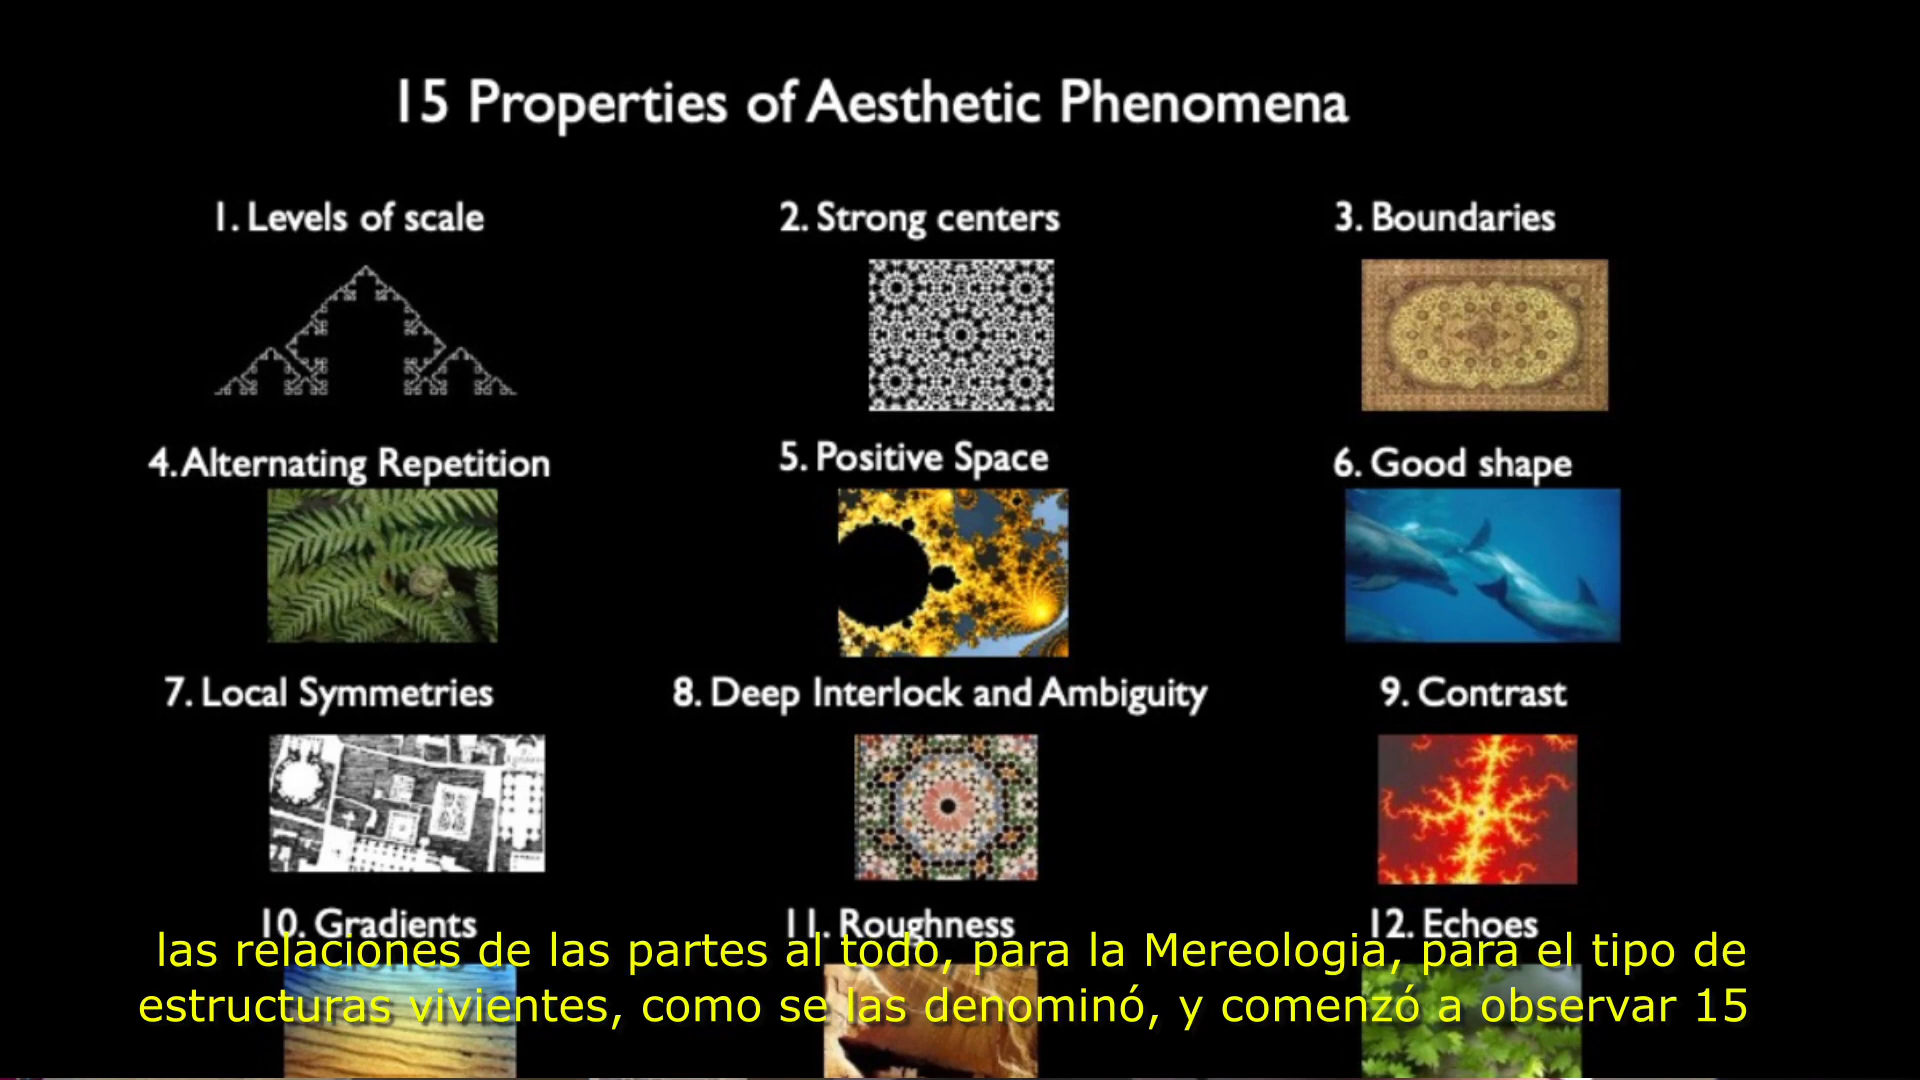 15 Properties of Aesthetic Phenomena
1. Levels of scale
2. Strong centers
3. Boundaries
4. Alternating Repetition
5. Positive Space
6. Good shape
7. Local Symmetries
8. Deep Interlock and Ambiguity
9. Contrast
10. Gradients
11. Roughness
12. Echoes
las relaciones de las partes al todo, para la Mereologia, para el tipo de
estructuras vivientes, como se las denominó, y comenzó a observar 15